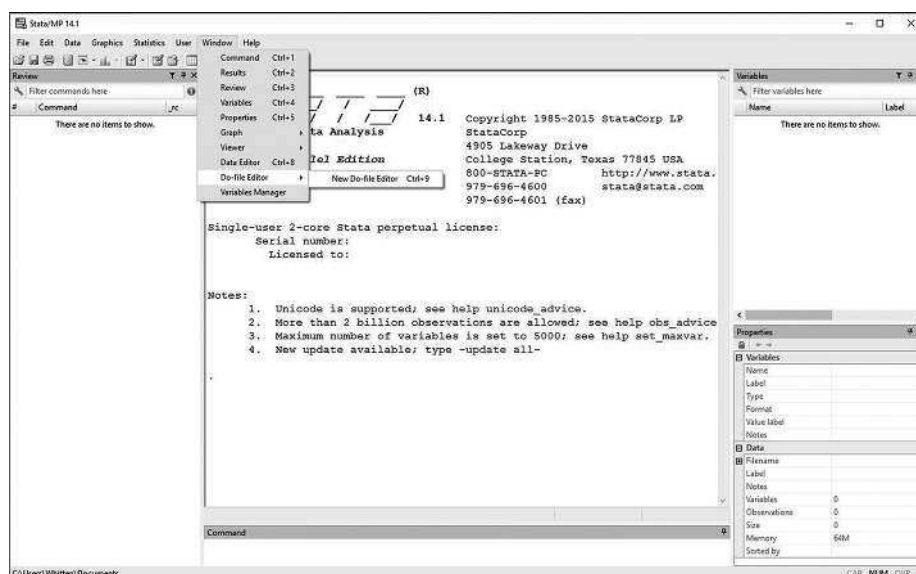 Stata/MP 14.1
File Edit Data Graphics Statistics User Window Help
Review
Filter commands here
# Command _rc
There are no items to show.
Command Ctrl+1
Results Ctrl+2
Review Ctrl+3
Variables Ctrl+4
Properties Ctrl+5
Graph
Viewer
Data Editor Ctrl+8
Do-file Editor
Variables Manager
New Do-file Editor Ctrl+9
(R)
14.1 Copyright 1985-2015 StataCorp LP
ta Analysis StataCorp
4905 Lakeway Drive
lel Edition College Station, Texas 77845 USA
800-STATA-PC http://www.stata.
979-696-4600 stata@stata.com
979-696-4601 (fax)
Single-user 2-core Stata perpetual license:
Serial number:
Licensed to:
Notes:
1. Unicode is supported; see help unicode_advice.
2. More than 2 billion observations are allowed; see help obs_advice
3. Maximum number of variables is set to 5000; see help set_maxvar.
4. New update available; type -update all-
.
Command
Variables
Filter variables here
Name Label
There are no items to show.
Properties
Variables
Name
Label
Type
Format
Value label
Notes
Data
Filename
Label
Notes
Variables 0
Observations 0
Size 0
Memory 64M
Sorted by
C:\Users\Whitten\Documents
CAP NUM OVR